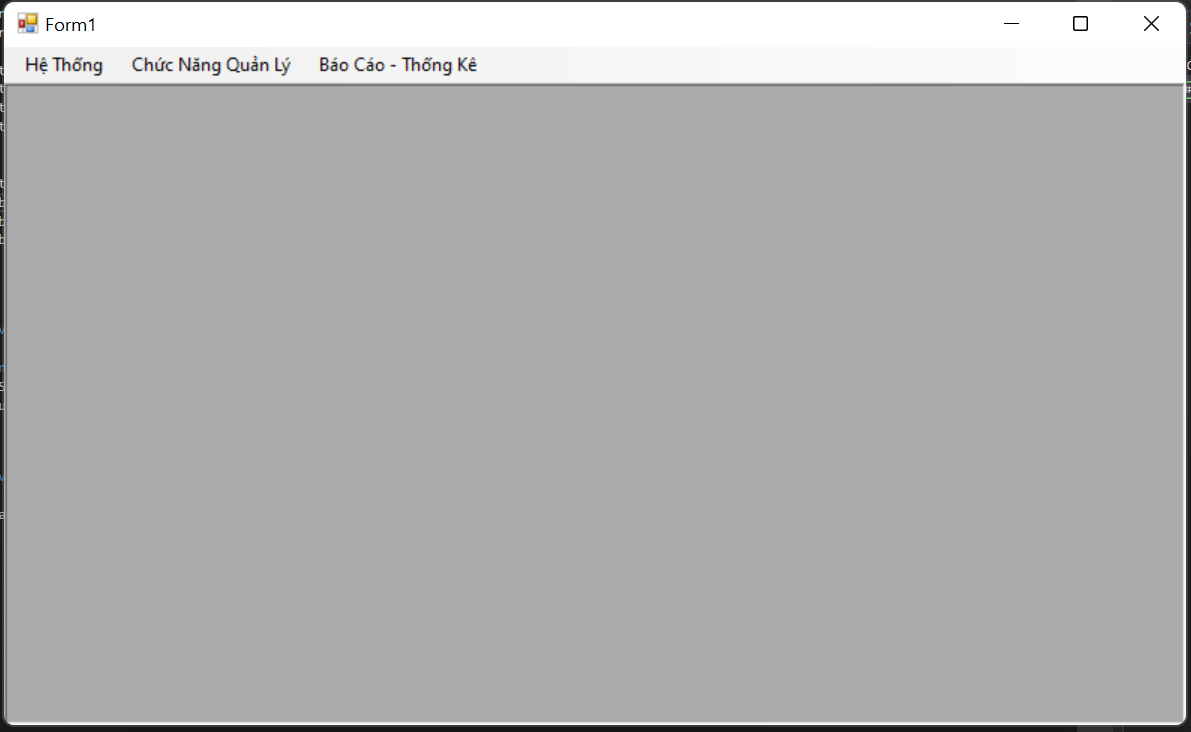 Form1
Hệ Thống Chức Năng Quản Lý Báo Cáo - Thống Kê